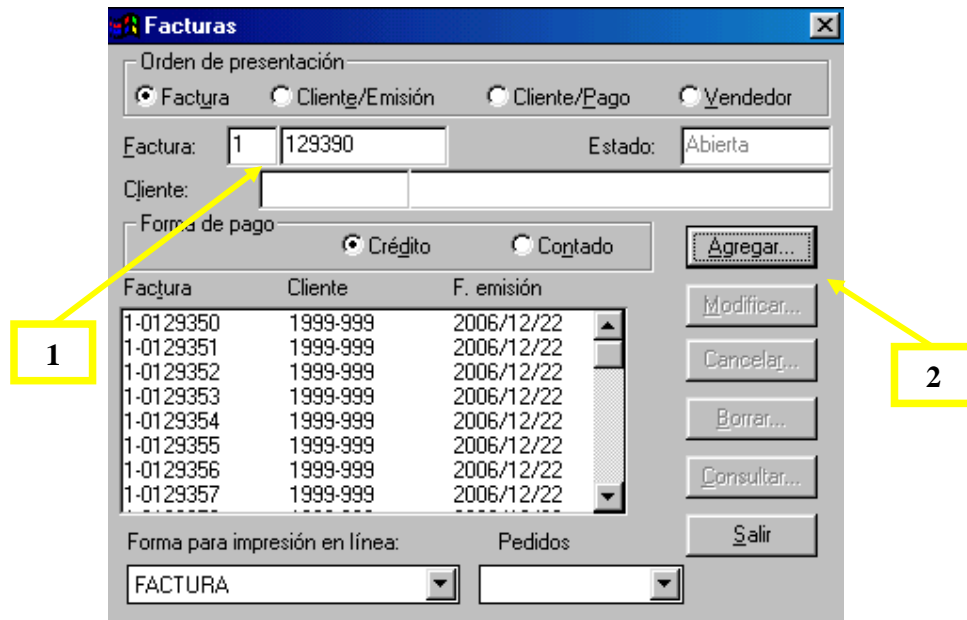 Facturas
Orden de presentación
Factura Cliente/Emisión Cliente/Pago Vendedor
Factura: 1 129390 Estado: Abierta
Cliente:
Forma de pago
Crédito Contado
Agregar...
Factura Cliente F. emisión
Modificar...
1-0129350 1999-999 2006/12/22
1-0129351 1999-999 2006/12/22
1-0129352 1999-999 2006/12/22
1-0129353 1999-999 2006/12/22
1-0129354 1999-999 2006/12/22
1-0129355 1999-999 2006/12/22
1-0129356 1999-999 2006/12/22
1-0129357 1999-999 2006/12/22
Cancelar...
Borrar...
Consultar...
Salir
Forma para impresión en línea: Pedidos
FACTURA
1
2